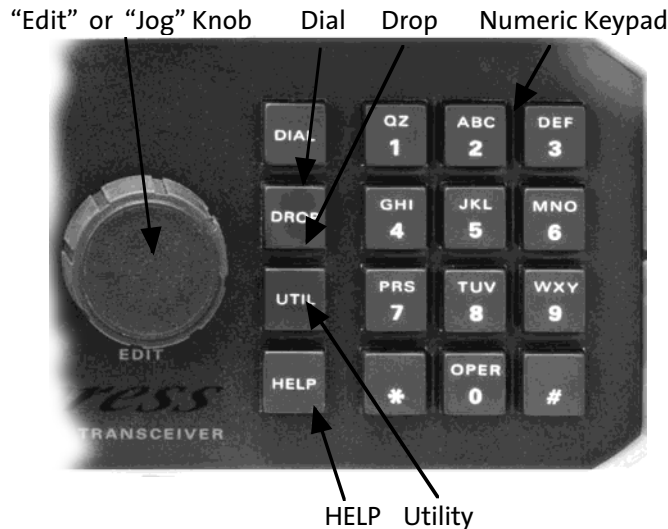 “Edit” or “Jog” Knob Dial Drop Numeric Keypad
DIAL
QZ
1
ABC
2
DEF
3
DROP
GHI
4
JKL
5
MNO
6
UTIL
PRS
7
TUV
8
WXY
9
EDIT
HELP
*
OPER
0
#
ress
TRANSCEIVER
HELP Utility